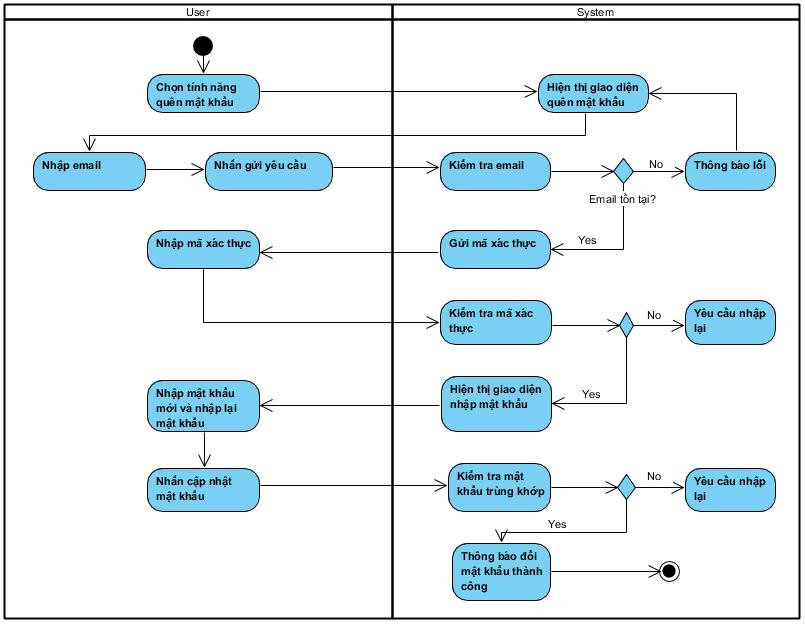 User
System
Chọn tính năng
quên mật khẩu
Hiện thị giao diện
quên mật khẩu
Nhập email
Nhấn gửi yêu cầu
Kiểm tra email
No
Thông báo lỗi
Email tồn tại?
Yes
Nhập mã xác thực
Gửi mã xác thực
Kiểm tra mã xác
thực
No
Yêu cầu nhập
lại
Yes
Nhập mật khẩu
mới và nhập lại
mật khẩu
Hiện thị giao diện
nhập mật khẩu
Nhấn cập nhật
mật khẩu
Kiểm tra mật
khẩu trùng khớp
No
Yêu cầu nhập
lại
Yes
Thông báo đổi
mật khẩu thành
công